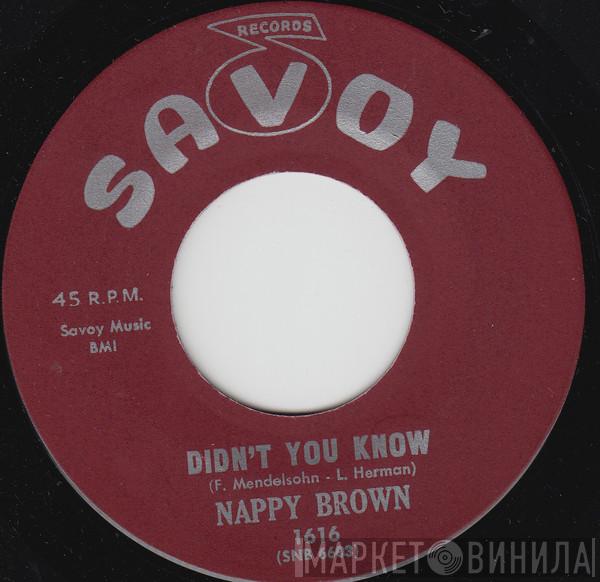 RECORDS
SAVOY
45 R.P.M.
Savoy Music
BMI
DIDN'T YOU KNOW
(F. Mendelsohn - L. Herman)
NAPPY BROWN
1616
МАРКЕТ ВИНИЛА